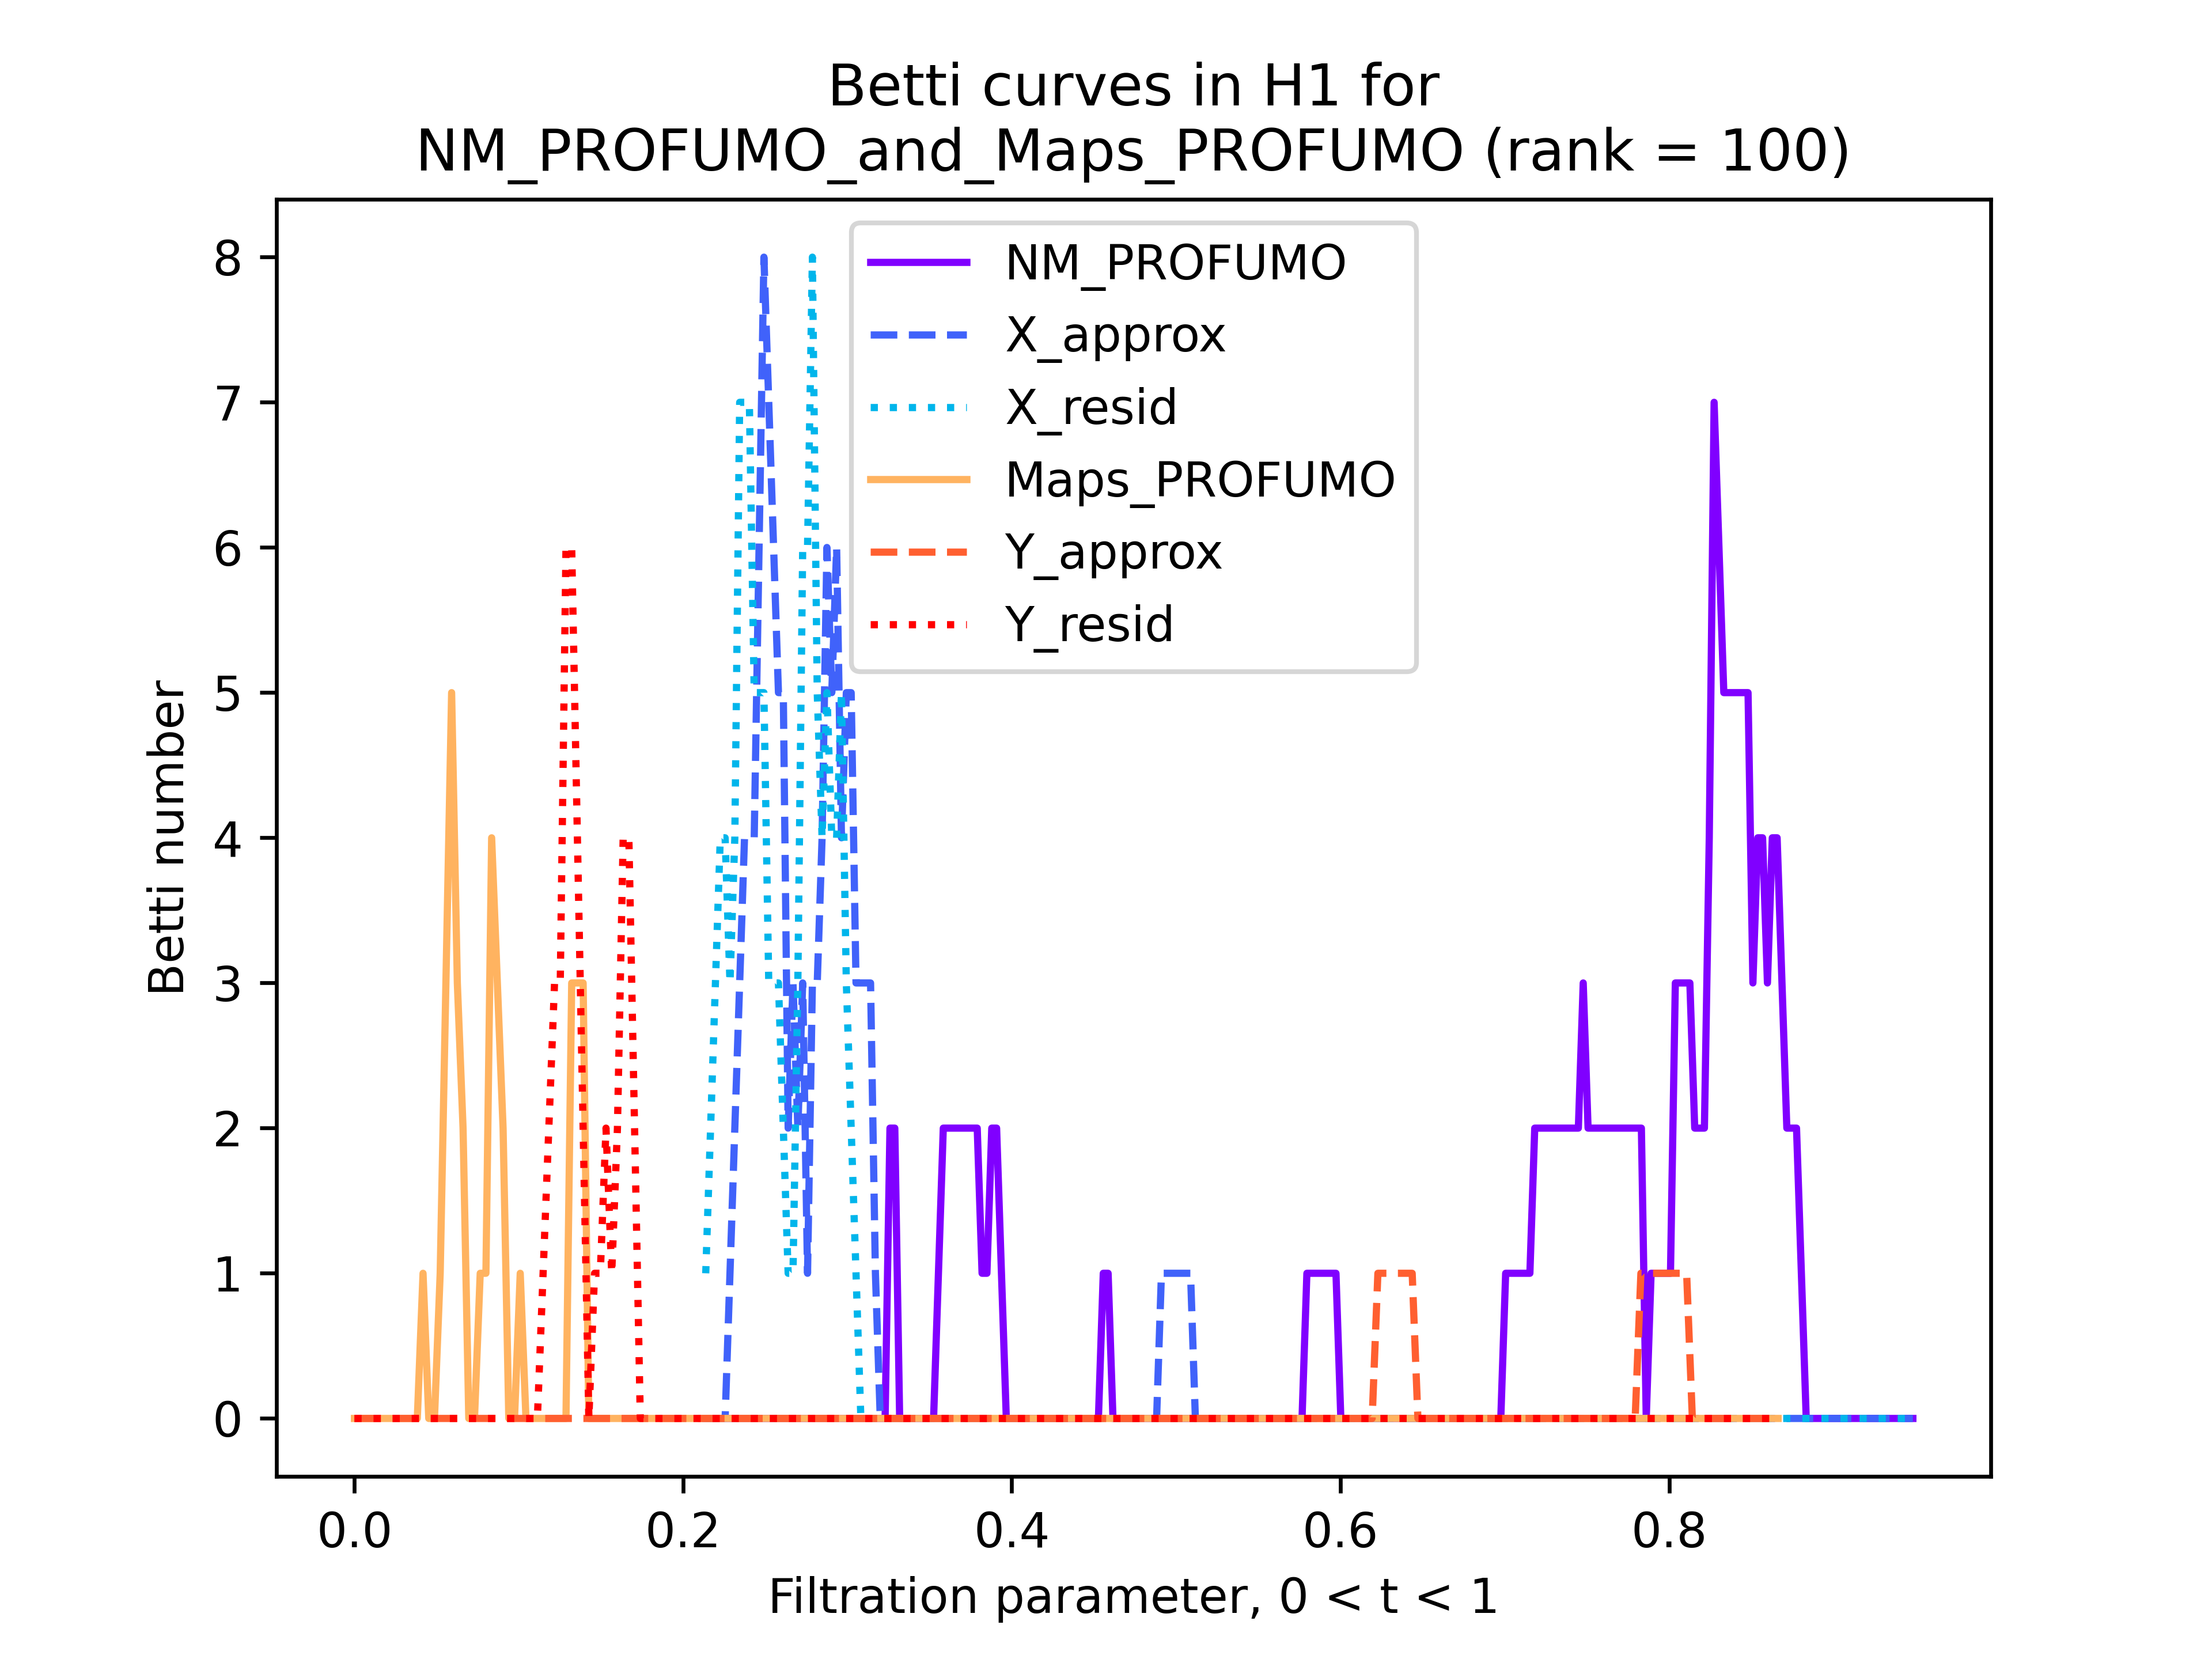 Betti curves in H1 for
NM_PROFUMO_and_Maps_PROFUMO (rank = 100)
NM_PROFUMO
X_approx
X_resid
Maps_PROFUMO
Y_approx
Y_resid
Betti number
8
7
6
5
4
3
2
1
0
0.0 0.2 0.4 0.6 0.8
Filtration parameter, 0 < t < 1